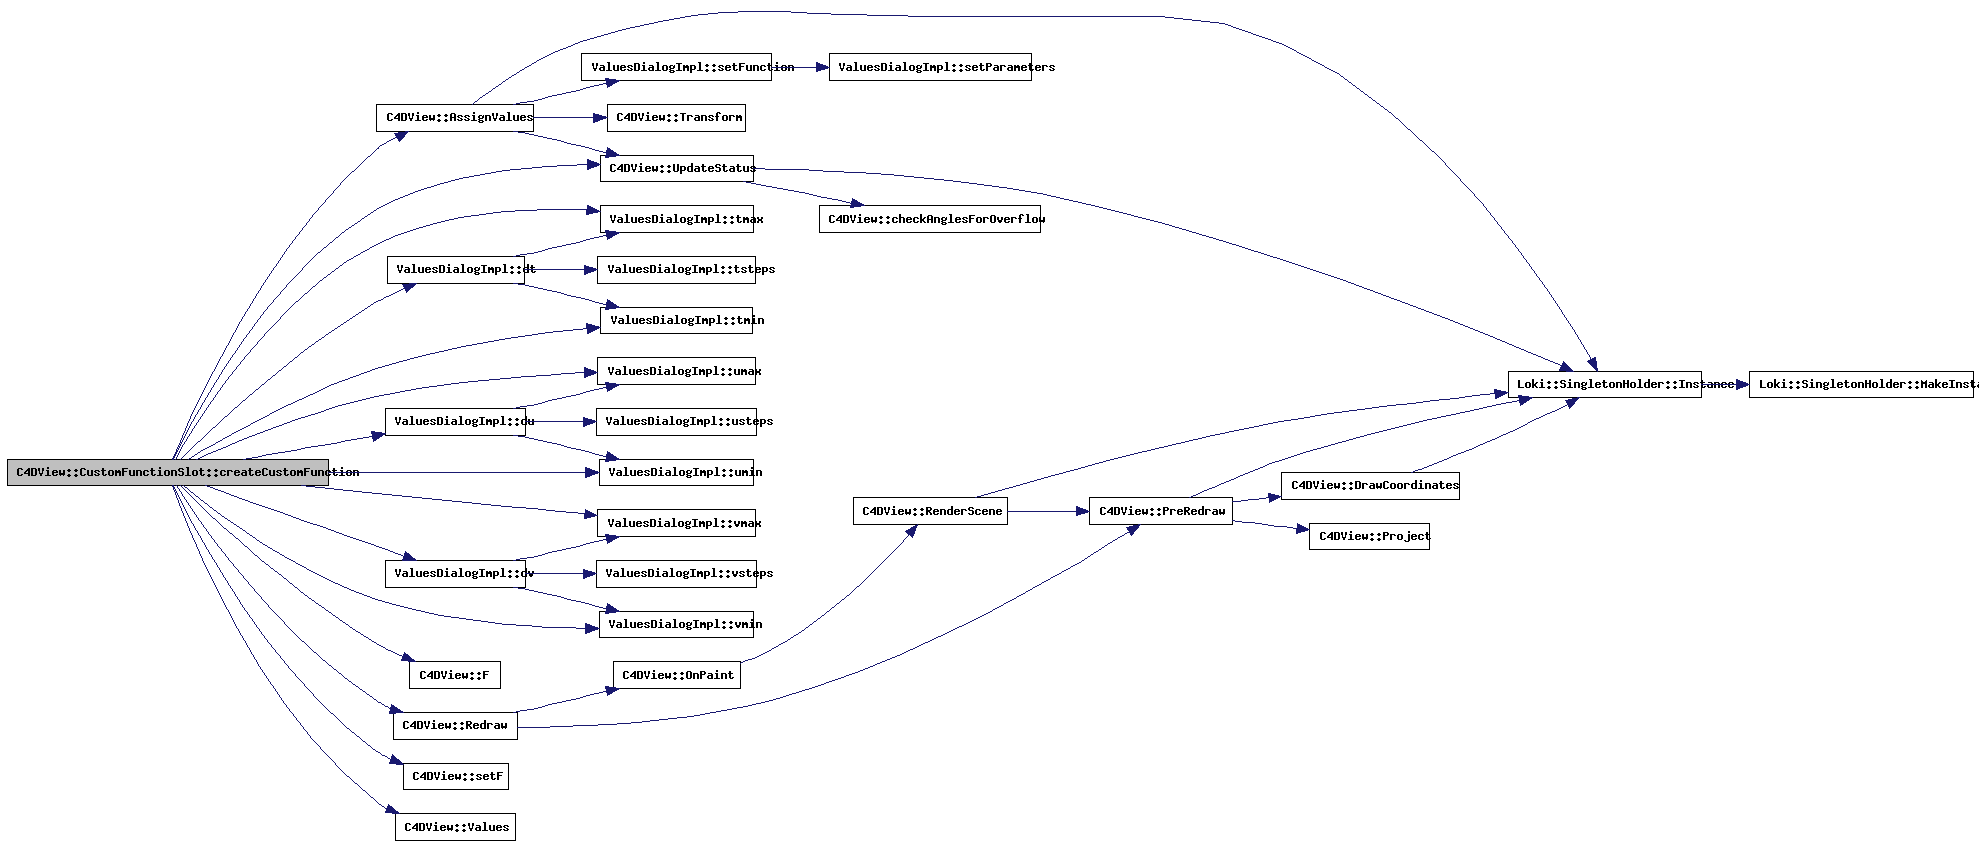 ValuesDialogImpl::setFunction
ValuesDialogImpl::setParameters
C4DView::AssignValues
C4DView::Transform
C4DView::UpdateStatus
ValuesDialogImpl::tmax
C4DView::checkAnglesForOverflow
ValuesDialogImpl::dt
ValuesDialogImpl::tsteps
ValuesDialogImpl::tmin
ValuesDialogImpl::umax
Loki::SingletonHolder::Instance
Loki::SingletonHolder::MakeInsta
ValuesDialogImpl::du
ValuesDialogImpl::usteps
C4DView::CustomFunctionSlot::createCustomFunction
ValuesDialogImpl::umin
C4DView::DrawCoordinates
ValuesDialogImpl::vmax
C4DView::RenderScene
C4DView::PreRedraw
C4DView::Project
ValuesDialogImpl::dv
ValuesDialogImpl::vsteps
ValuesDialogImpl::vmin
C4DView::F
C4DView::OnPaint
C4DView::Redraw
C4DView::setF
C4DView::Values